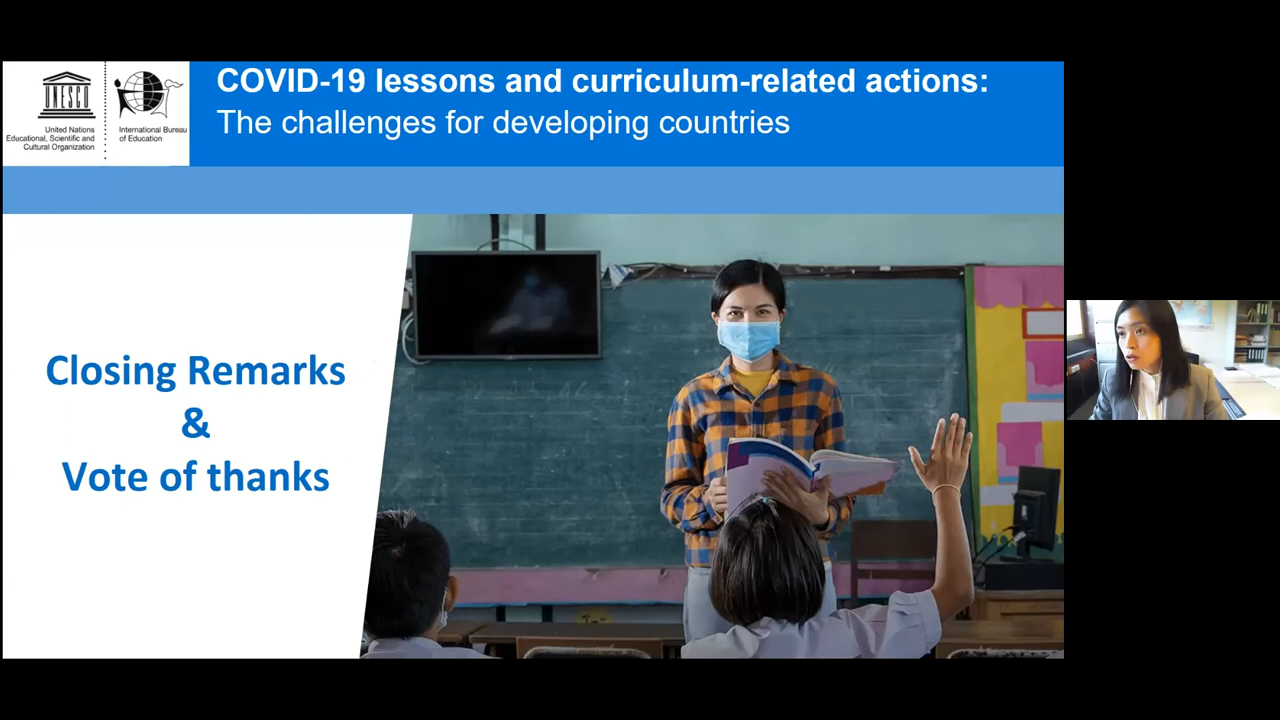 COVID-19 lessons and curriculum-related actions:
The challenges for developing countries
UNESCO
United Nations
Educational, Scientific and
Cultural Organization
International Bureau
of Education
Closing Remarks
&
Vote of thanks